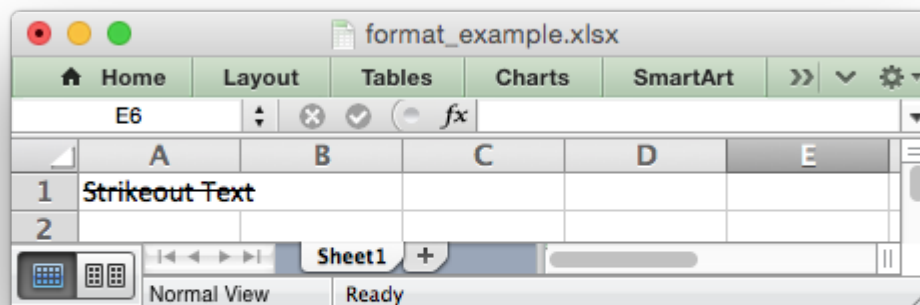 format_example.xlsx
Home Layout Tables Charts SmartArt
E6 fx
A B C D E
1 ~~Strikeout Text~~
2
Sheet1 +
Normal View Ready